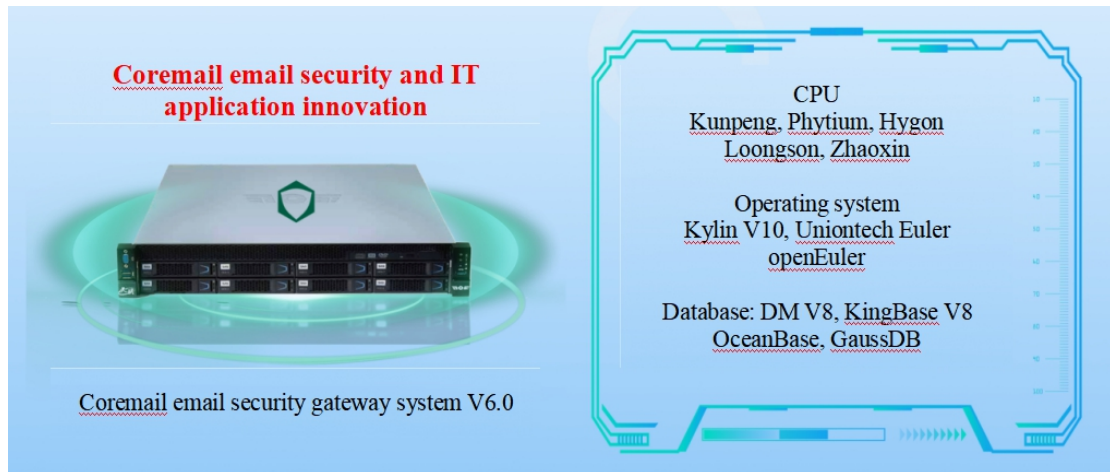 Coremail email security and IT
application innovation
Coremail email security gateway system V6.0
CPU
Kunpeng, Phytium, Hygon
Loongson, Zhaoxin
Operating system
Kylin V10, Uniontech Euler
openEuler
Database: DM V8, KingBase V8
OceanBase, GaussDB